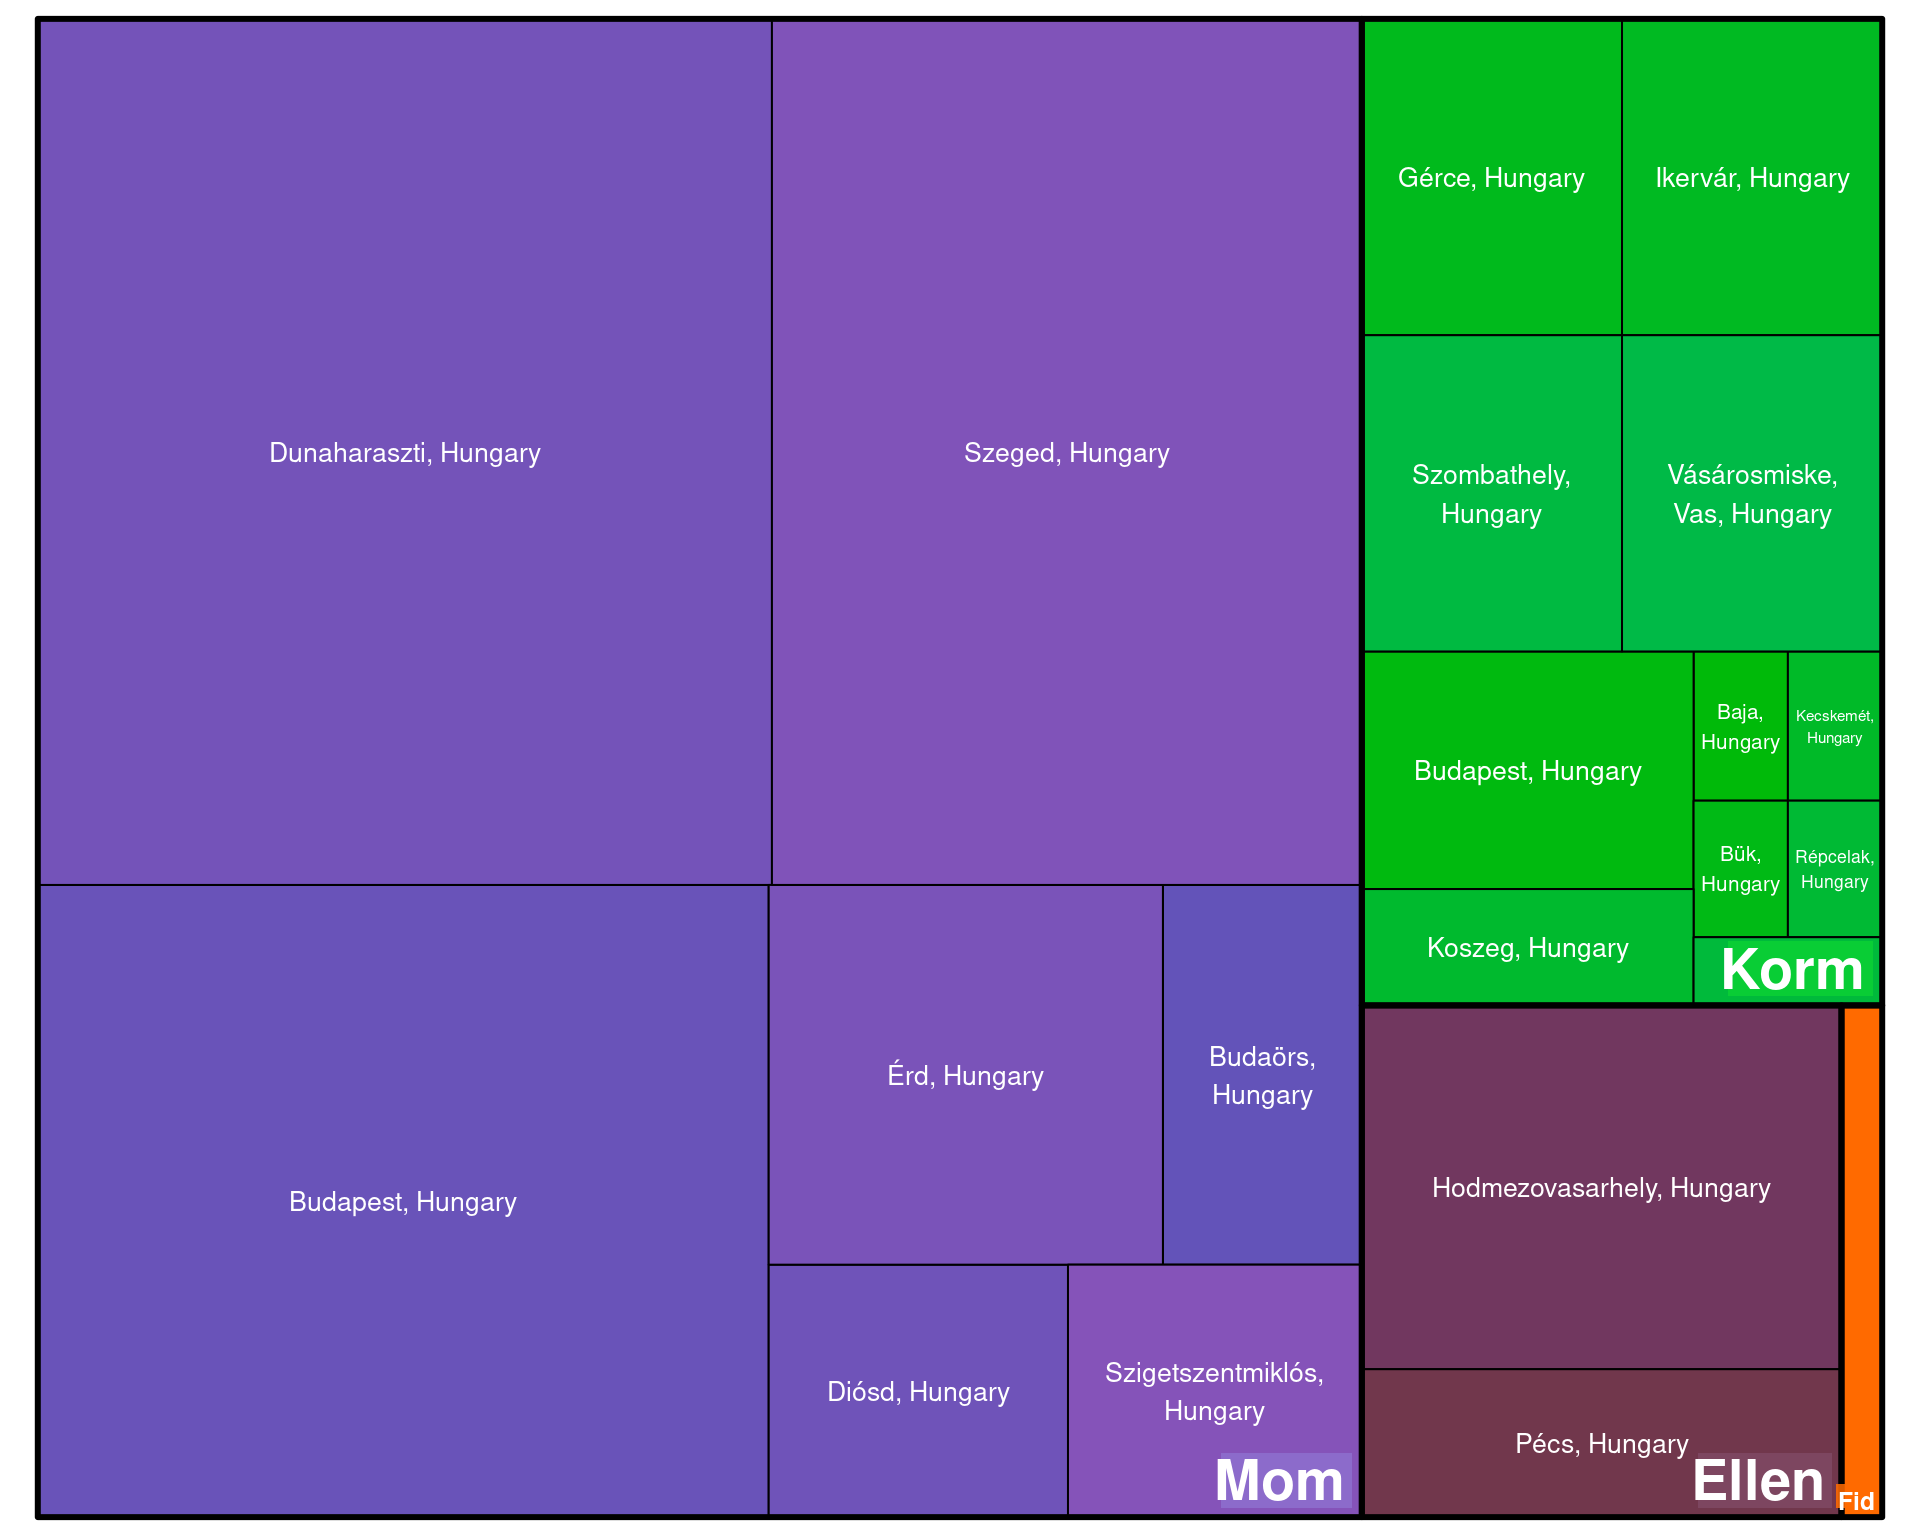 Dunaharaszti, Hungary
Szeged, Hungary
Budapest, Hungary
Érd, Hungary
Budaörs,
Hungary
Diósd, Hungary
Szigetszentmiklós,
Hungary
Mom
Gérce, Hungary
Ikervár, Hungary
Szombathely,
Hungary
Vásárosmiske,
Vas, Hungary
Budapest, Hungary
Baja,
Hungary
Kecskemét,
Hungary
Bük,
Hungary
Répcelak,
Hungary
Koszeg, Hungary
Korm
Hodmezovasarhely, Hungary
Pécs, Hungary
Ellen
Fid